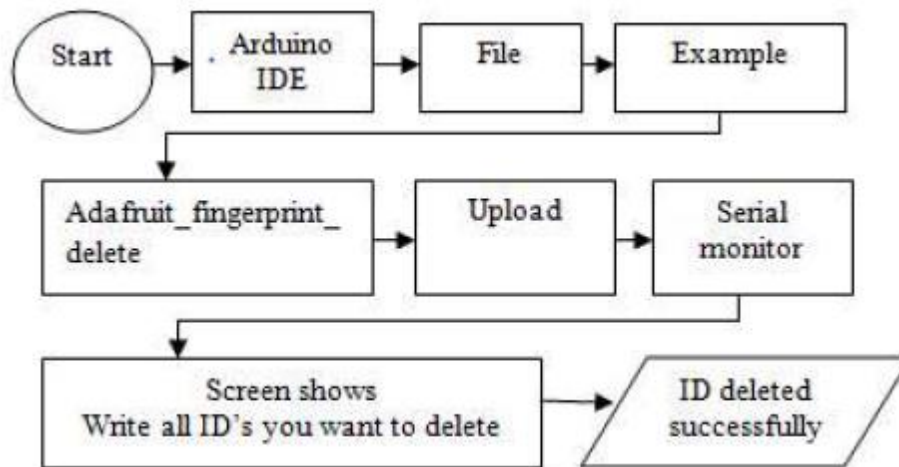 Start
Arduino
IDE
File
Example
Adafruit_fingerprint_
delete
Upload
Serial
monitor
Screen shows
Write all ID's you want to delete
ID deleted
successfully